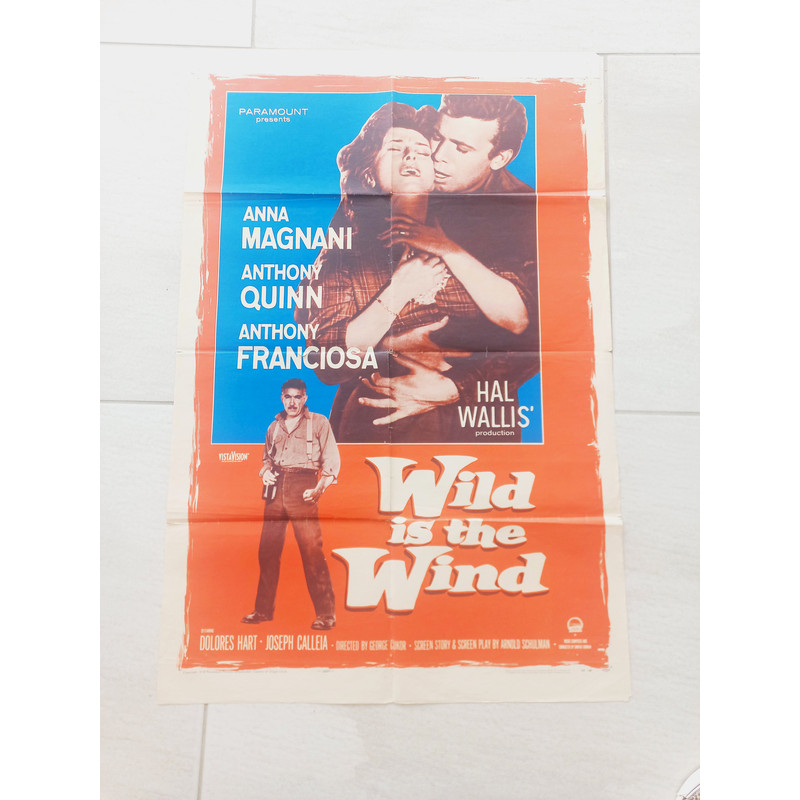 PARAMOUNT
presents
ANNA
MAGNANI
ANTHONY
QUINN
ANTHONY
FRANCIOSA
HAL
WALLIS'
production
VISTAVISION
Wild
is the
Wind
DOLORES HART · JOSEPH CALLEIA · DIRECTED BY GEORGE CUKOR · SCREEN STORY & SCREEN PLAY BY ARNOLD SCHULMAN ·